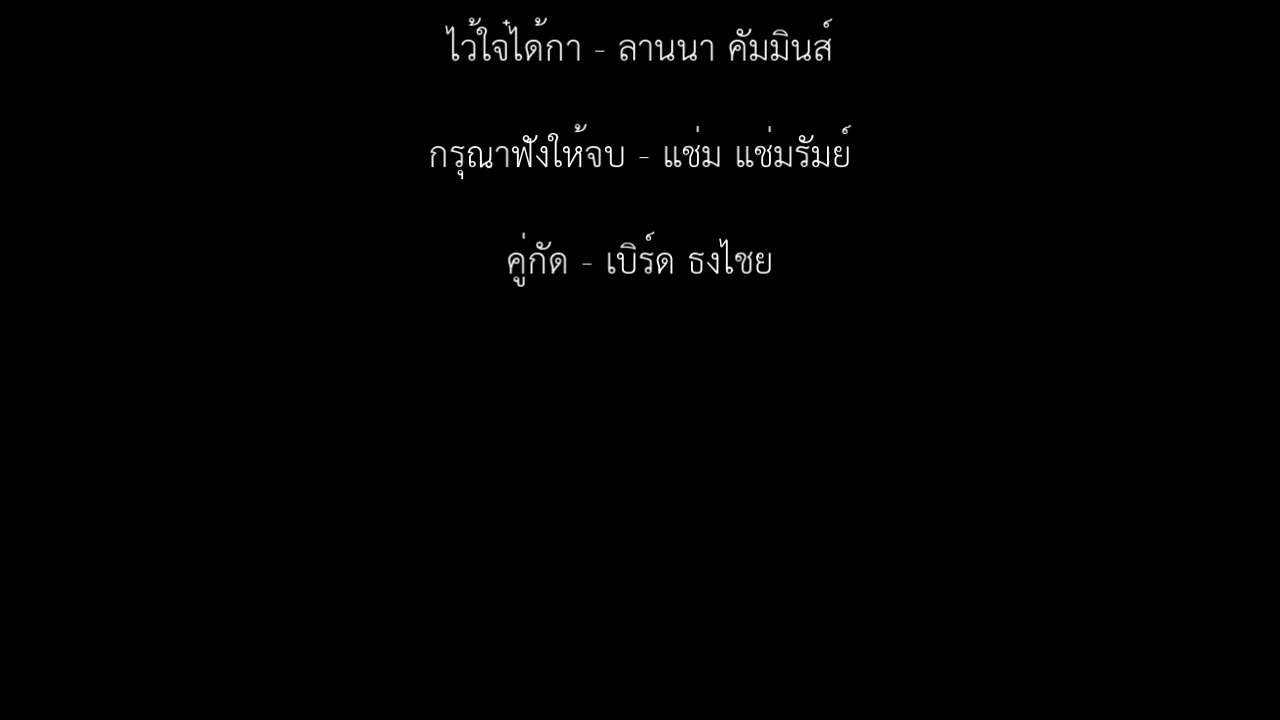 ไว้ใจ๋ได้กา - ลานนา คัมมินส์
กรุณาฟังให้จบ - แช่ม แช่มรัมย์
คู่กัด - เบิร์ด ธงไชย